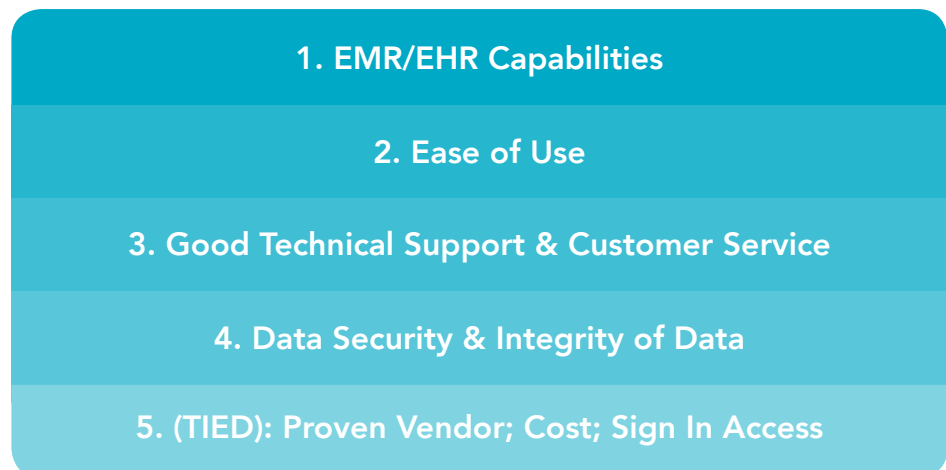 1. EMR/EHR Capabilities
2. Ease of Use
3. Good Technical Support & Customer Service
4. Data Security & Integrity of Data
5. (TIED): Proven Vendor; Cost; Sign In Access